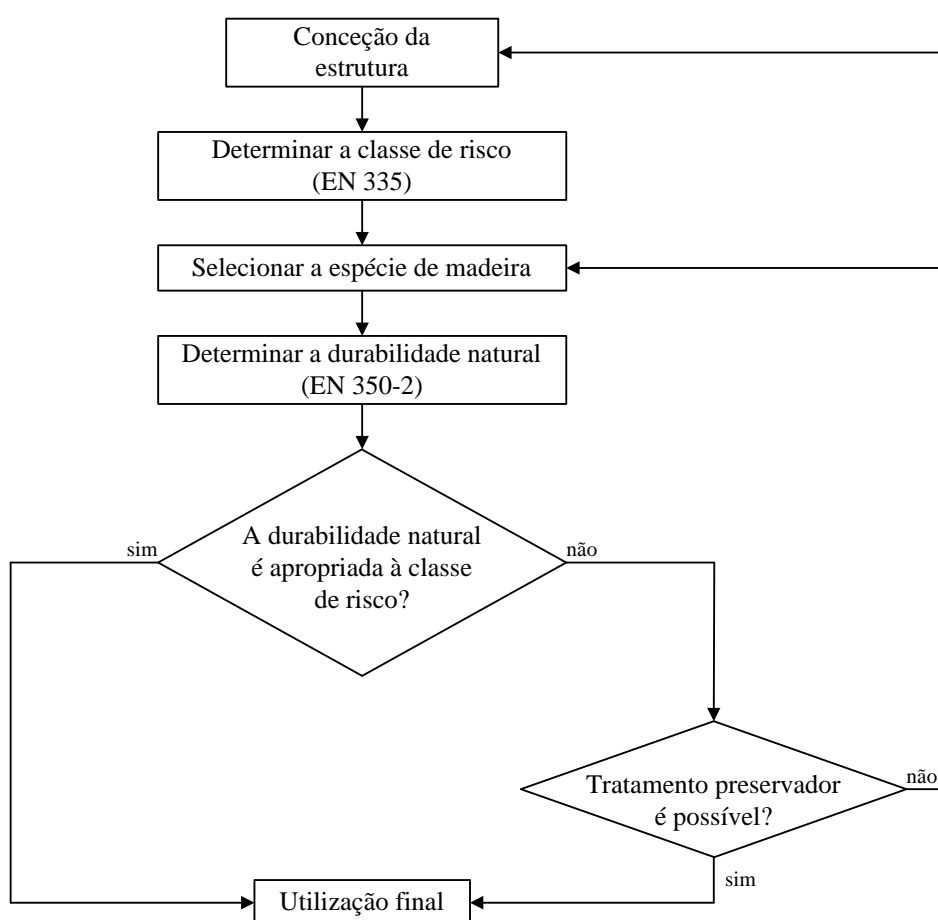 Conceção da
estrutura
Determinar a classe de risco
(EN 335)
Selecionar a espécie de madeira
Determinar a durabilidade natural
(EN 350-2)
A durabilidade natural
é apropriada à classe
de risco?
sim
não
Tratamento preservador
é possível?
não
sim
Utilização final